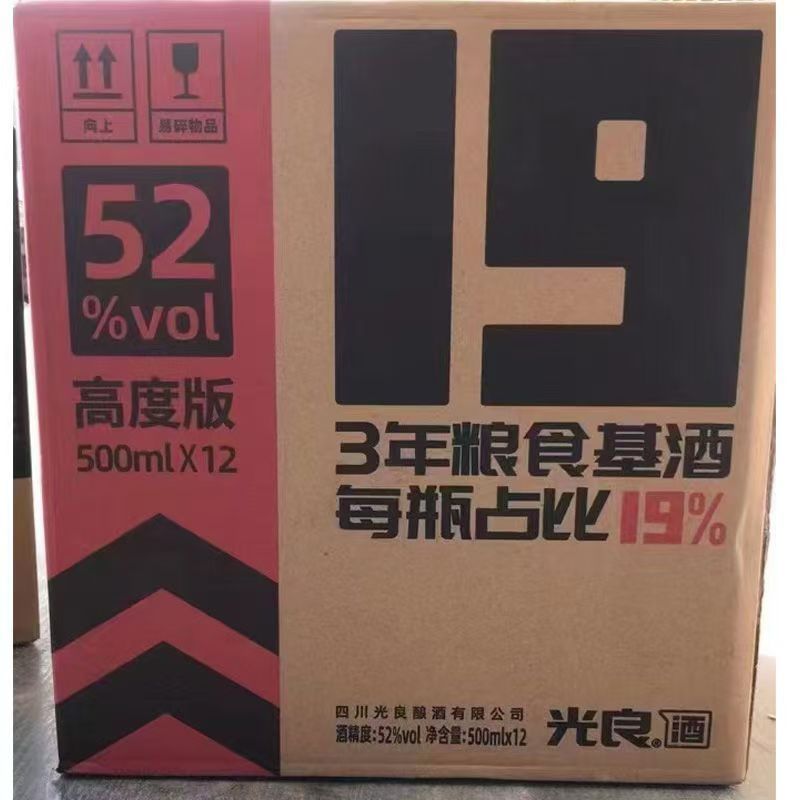 向上
易碎物品
52
%vol
高度版
500mlX12
19
3年粮食基酒
每瓶占比19%
四川光良酿酒有限公司
酒精度:52%vol 净含量:500mlx12
光良®酒